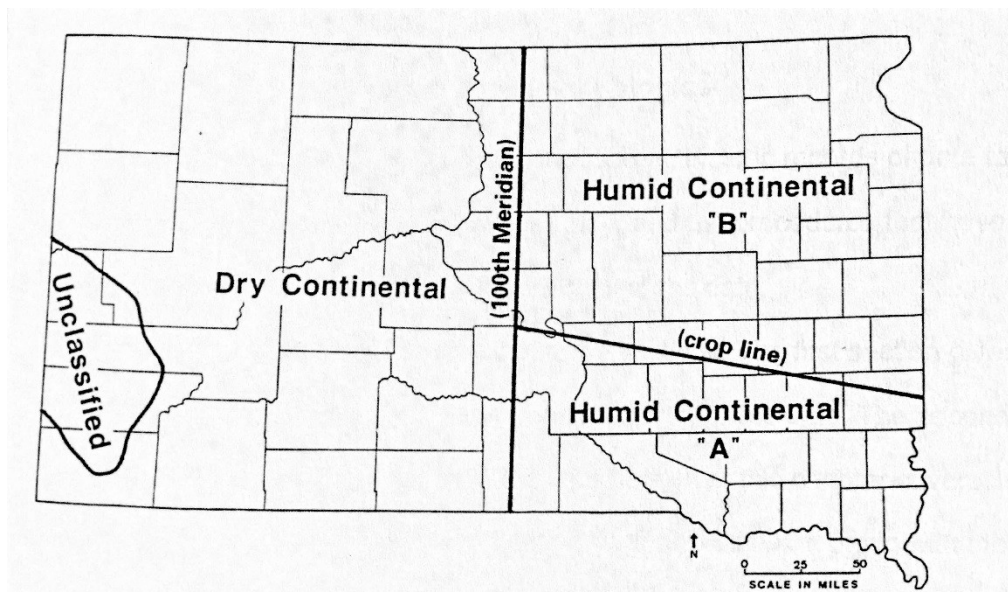 Humid Continental
"B"
(100th Meridian)
Dry Continental
Unclassified
(crop line)
Humid Continental
"A"
N
0 25 50
SCALE IN MILES